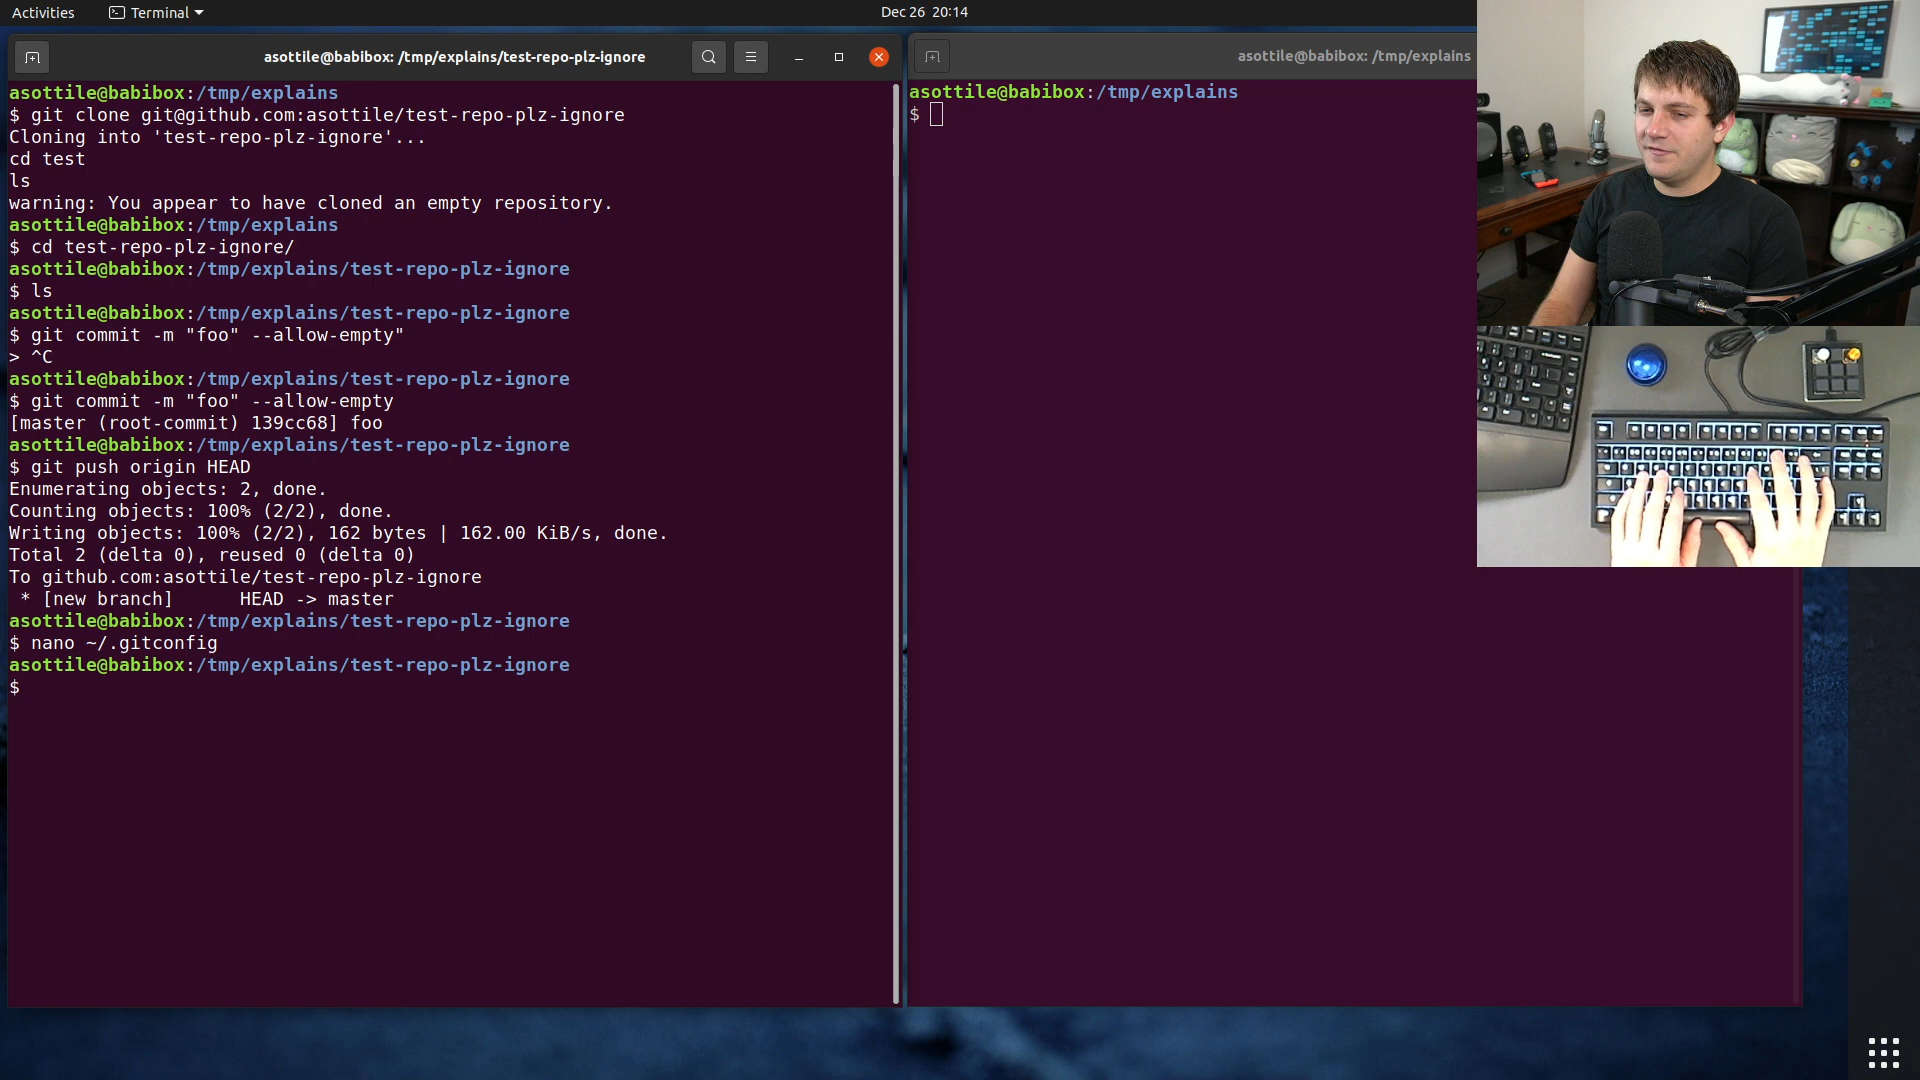 Activities
Terminal
Dec 26 20:14
asottile@babibox: /tmp/explains/test-repo-plz-ignore
asottile@babibox:/tmp/explains
$ git clone git@github.com:asottile/test-repo-plz-ignore
Cloning into 'test-repo-plz-ignore'...
cd test
ls
warning: You appear to have cloned an empty repository.
asottile@babibox:/tmp/explains
$ cd test-repo-plz-ignore/
asottile@babibox:/tmp/explains/test-repo-plz-ignore
$ ls
asottile@babibox:/tmp/explains/test-repo-plz-ignore
$ git commit -m "foo" --allow-empty"
> ^C
asottile@babibox:/tmp/explains/test-repo-plz-ignore
$ git commit -m "foo" --allow-empty
[master (root-commit) 139cc68] foo
asottile@babibox:/tmp/explains/test-repo-plz-ignore
$ git push origin HEAD
Enumerating objects: 2, done.
Counting objects: 100% (2/2), done.
Writing objects: 100% (2/2), 162 bytes | 162.00 KiB/s, done.
Total 2 (delta 0), reused 0 (delta 0)
To github.com:asottile/test-repo-plz-ignore
 * [new branch]      HEAD -> master
asottile@babibox:/tmp/explains/test-repo-plz-ignore
$ nano ~/.gitconfig
asottile@babibox:/tmp/explains/test-repo-plz-ignore
$
asottile@babibox: /tmp/explains
asottile@babibox:/tmp/explains
$